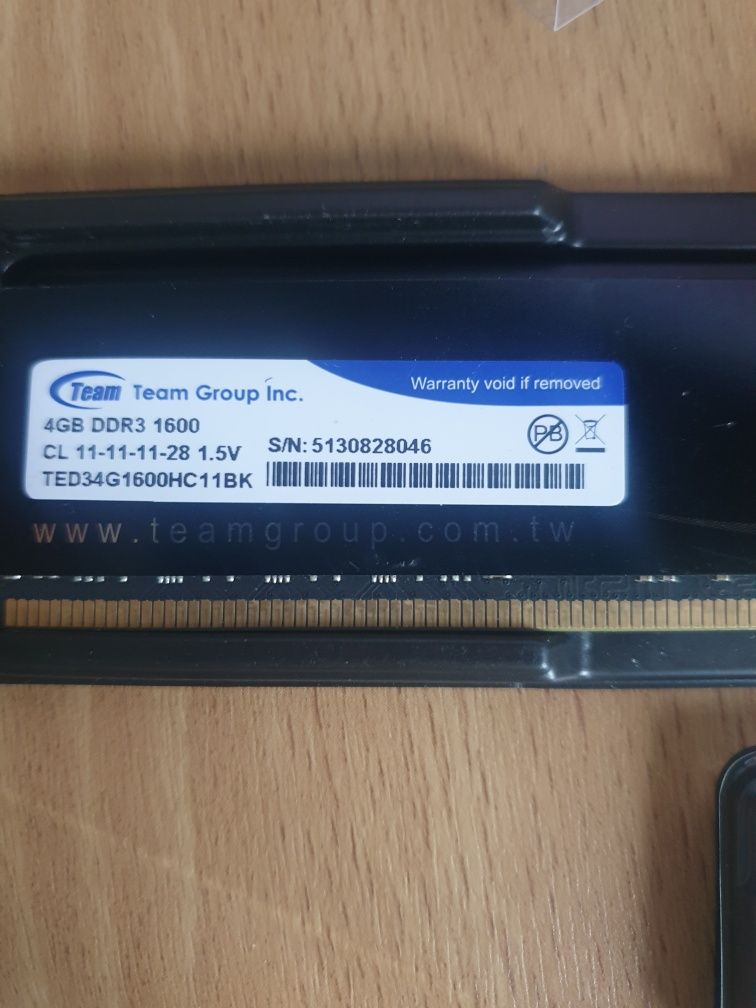 Team Team Group Inc.
Warranty void if removed
4GB DDR3 1600
CL 11-11-11-28 1.5V
S/N: 5130828046
TED34G1600HC11BK
PB
www.teamgroup.com.tw